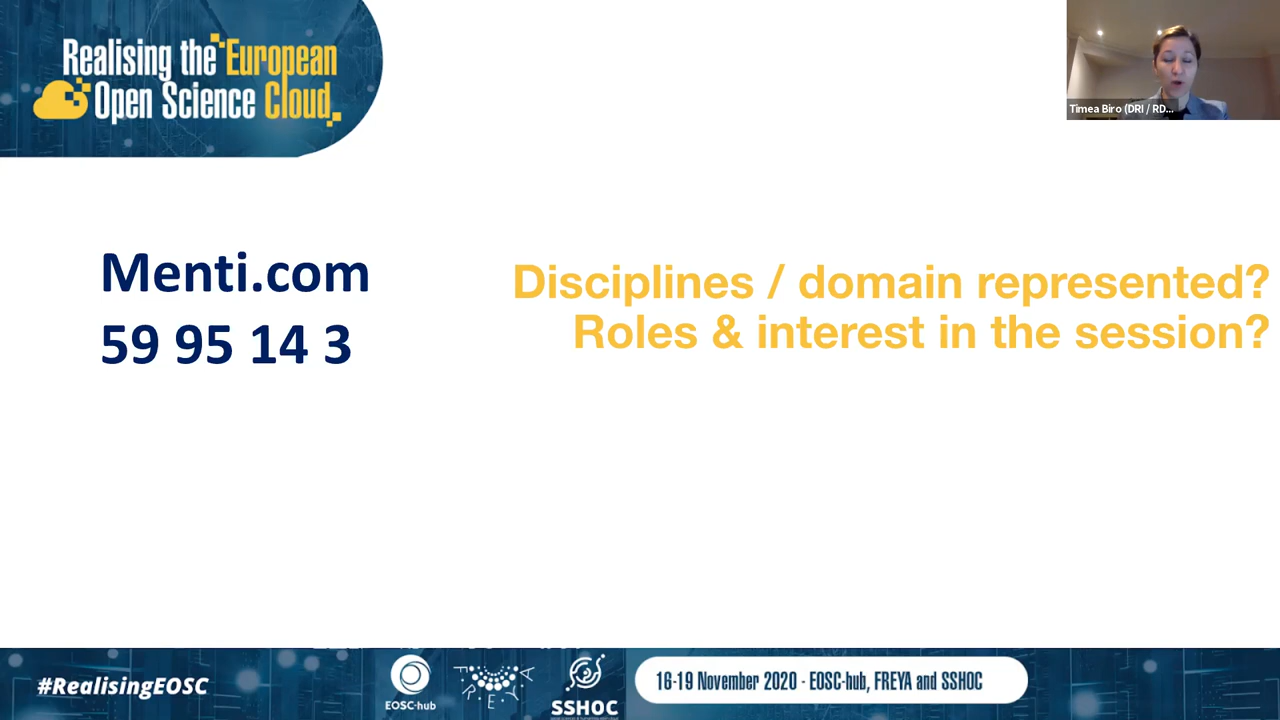 Realising the European
Open Science Cloud
Timea Biro (DRI / RD...
Menti.com
59 95 14 3
Disciplines / domain represented?
Roles & interest in the session?
#RealisingEOSC
EOSC-hub
FREYA
SSHOC
16-19 November 2020 - EOSC-hub, FREYA and SSHOC